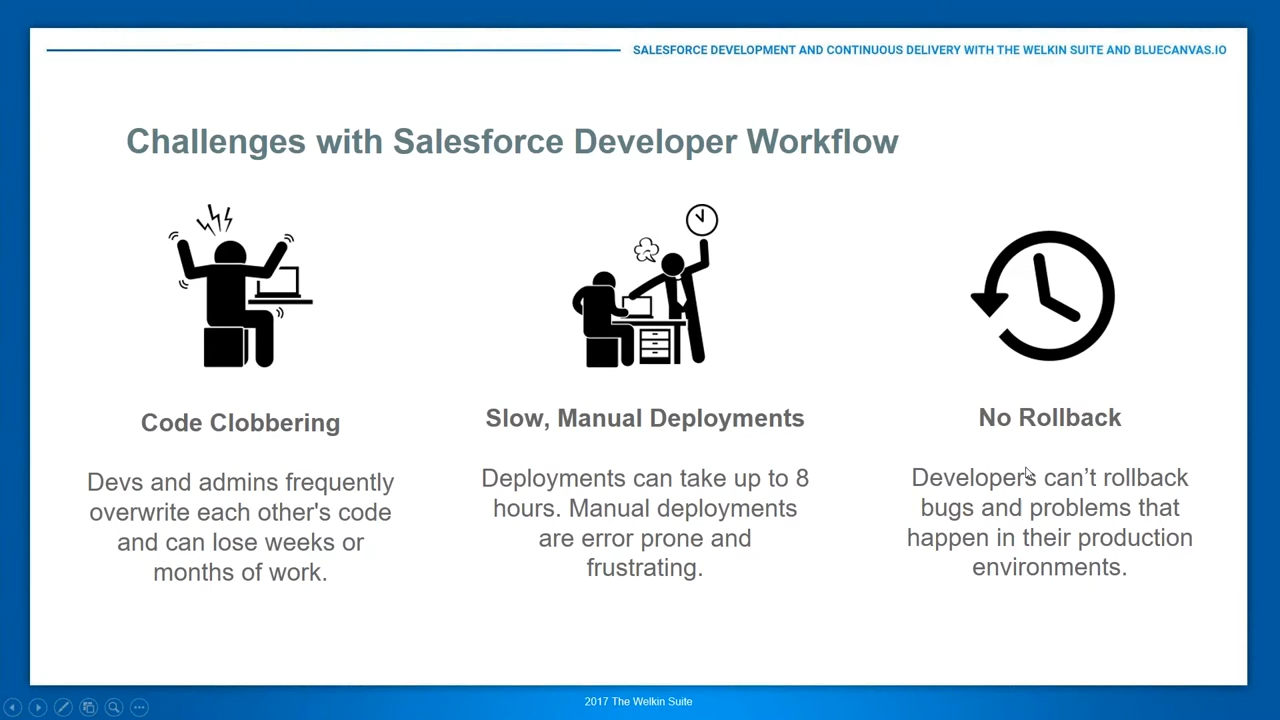 SALESFORCE DEVELOPMENT AND CONTINUOUS DELIVERY WITH THE WELKIN SUITE AND BLUECANVAS.IO
Challenges with Salesforce Developer Workflow
Code Clobbering
Devs and admins frequently
overwrite each other's code
and can lose weeks or
months of work.
Slow, Manual Deployments
Deployments can take up to 8
hours. Manual deployments
are error prone and
frustrating.
No Rollback
Developers can’t rollback
bugs and problems that
happen in their production
environments.
2017 The Welkin Suite